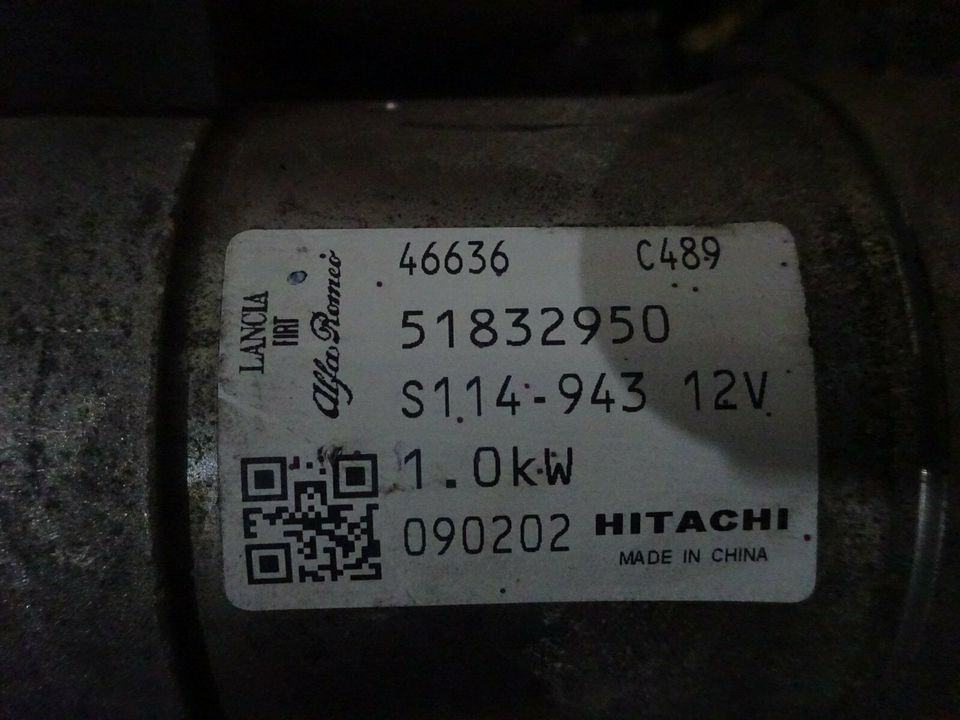 LANCIA
FIAT
Alfa Romeo
46636 C489
51832950
S114-943 12V
1.0kW
090202 HITACHI
MADE IN CHINA